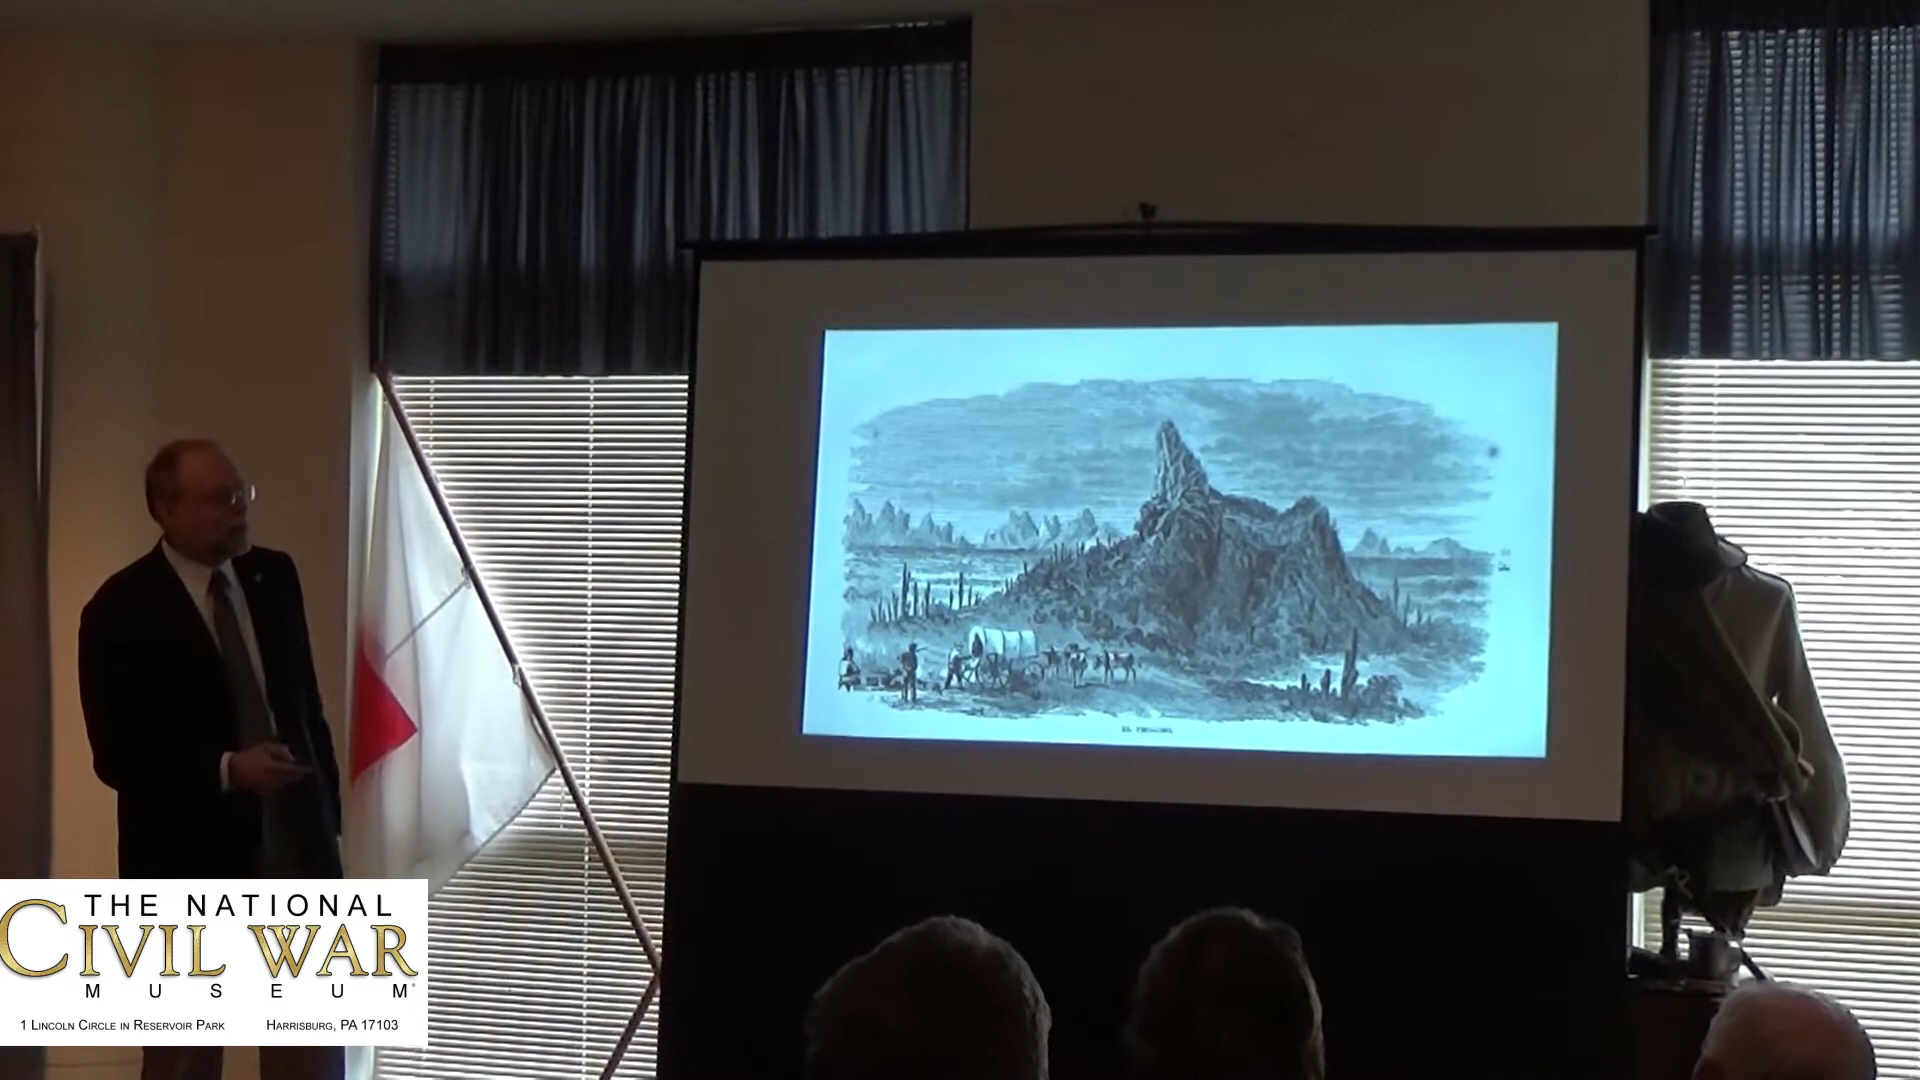 THE NATIONAL
CIVIL WAR
MUSEUM
1 LINCOLN CIRCLE IN RESERVOIR PARK HARRISBURG, PA 17103